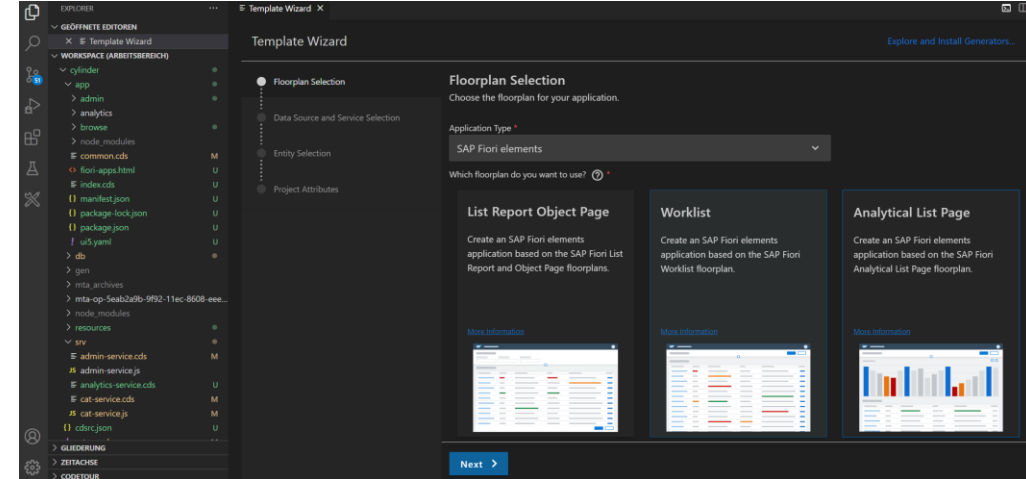 EXPLORER
Template Wizard
GEÖFFNETE EDITOREN
Template Wizard
WORKSPACE (ARBEITSBEREICH)
cylinder
app
admin
analytics
browse
node_modules
common.cds M
fiori-apps.html U
index.cds U
manifest.json U
package-lock.json U
package.json U
ui5.yaml U
db
gen
mta_archives
mta-op-5eab2a9b-9f92-11ec-8608-eee...
node_modules
resources
srv
admin-service.cds M
admin-service.js
analytics-service.cds U
cat-service.cds M
cat-service.js M
cdsrc.json U
GLIEDERUNG
ZEITACHSE
CODETOUR
51
Template Wizard
Explore and Install Generators...
Floorplan Selection
Data Source and Service Selection
Entity Selection
Project Attributes
Floorplan Selection
Choose the floorplan for your application.
Application Type *
SAP Fiori elements
Which floorplan do you want to use? *
List Report Object Page
Create an SAP Fiori elements
application based on the SAP Fiori List
Report and Object Page floorplans.
More Information
Worklist
Create an SAP Fiori elements
application based on the SAP Fiori
Worklist floorplan.
More Information
Analytical List Page
Create an SAP Fiori elements
application based on the SAP Fiori
Analytical List Page floorplan.
More Information
Next